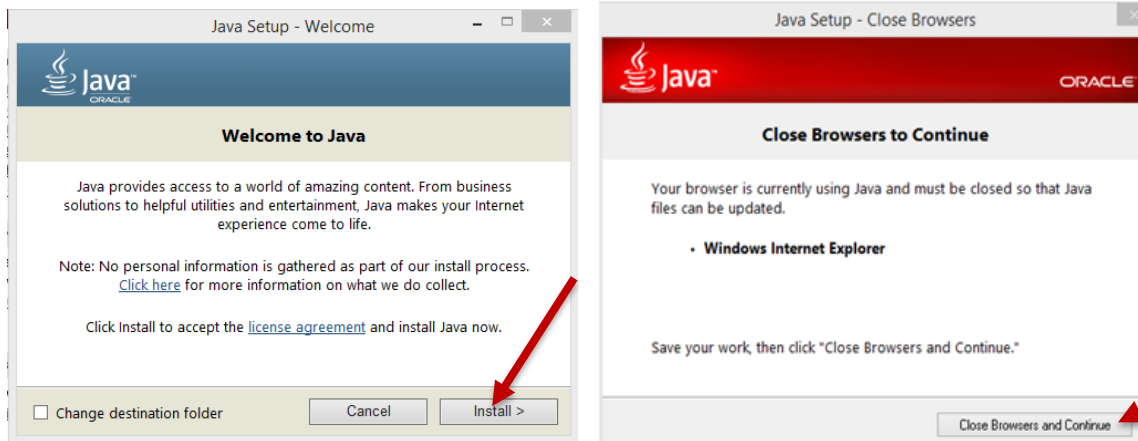 Java Setup - Welcome
Java™
ORACLE
Welcome to Java
Java provides access to a world of amazing content. From business
solutions to helpful utilities and entertainment, Java makes your Internet
experience come to life.
Note: No personal information is gathered as part of our install process.
Click here for more information on what we do collect.
Click Install to accept the license agreement and install Java now.
Change destination folder
Cancel
Install >
Java Setup - Close Browsers
Java™
ORACLE
Close Browsers to Continue
Your browser is currently using Java and must be closed so that Java
files can be updated.
• Windows Internet Explorer
Save your work, then click "Close Browsers and Continue."
Close Browsers and Continue